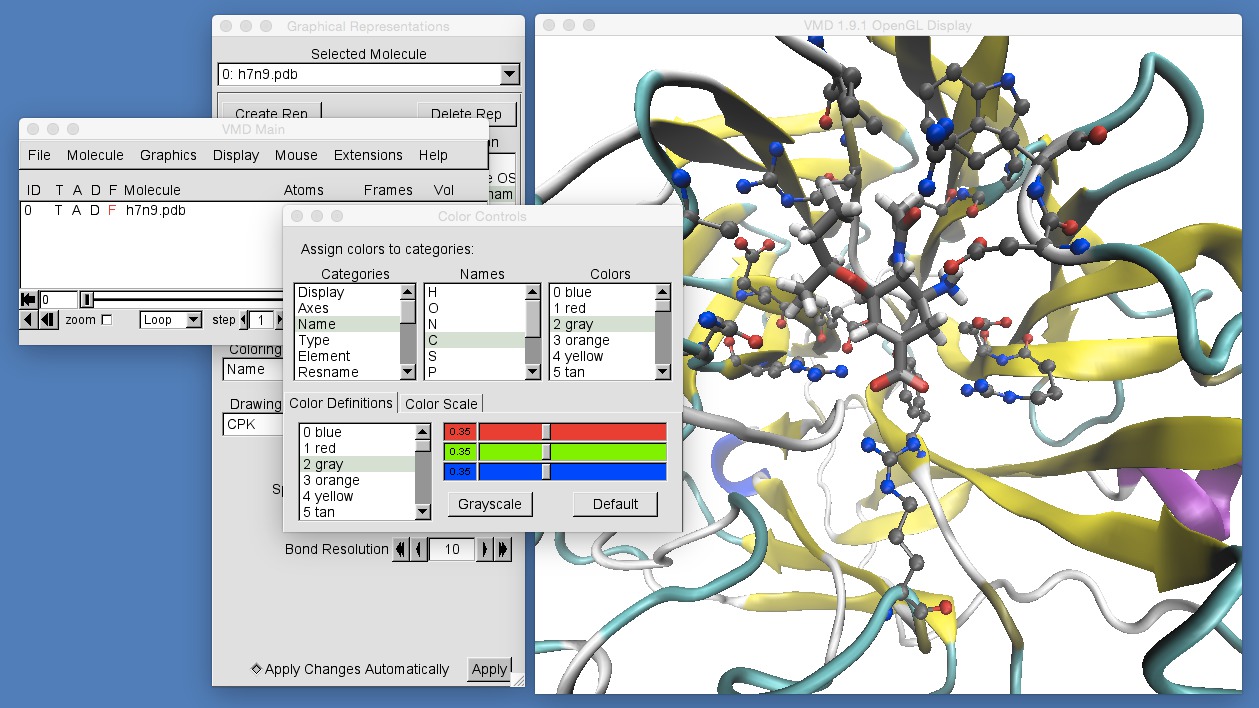 Graphical Representations
Selected Molecule
0: h7n9.pdb
Create Rep
Delete Rep
VMD Main
File Molecule Graphics Display Mouse Extensions Help
ID T A D F Molecule Atoms Frames Vol
0 T A D F h7n9.pdb
0
zoom Loop step 1
Color Controls
Assign colors to categories:
Categories
Display
Axes
Name
Type
Element
Resname
Names
H
O
N
C
S
P
Colors
0 blue
1 red
2 gray
3 orange
4 yellow
5 tan
Color Definitions
Color Scale
0 blue
1 red
2 gray
3 orange
4 yellow
5 tan
0.35
0.35
0.35
Grayscale
Default
Coloring
Name
Drawing
CPK
Bond Resolution 10
Apply Changes Automatically
Apply
VMD 1.9.1 OpenGL Display